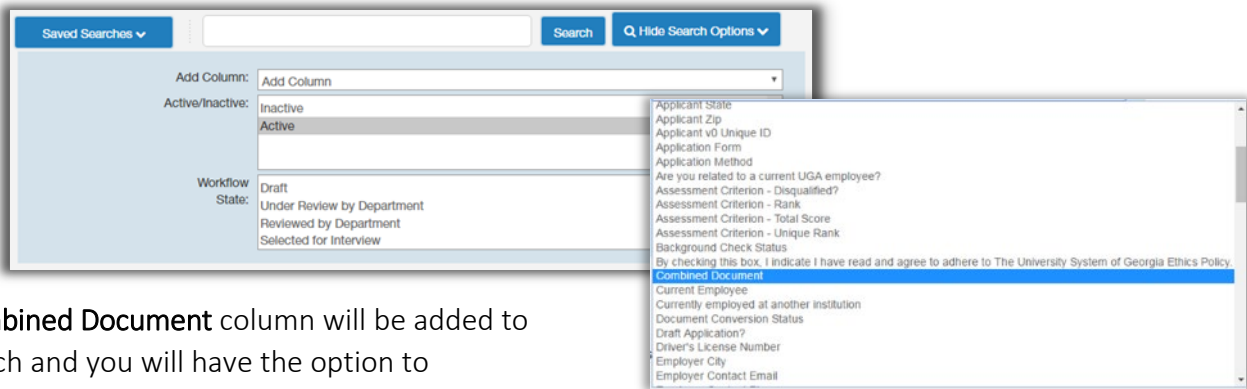 Saved Searches
Search
Hide Search Options
Add Column:
Add Column
Active/Inactive:
Inactive
Active
Workflow
State:
Draft
Under Review by Department
Reviewed by Department
Selected for Interview
Applicant State
Applicant Zip
Applicant v0 Unique ID
Application Form
Application Method
Are you related to a current UGA employee?
Assessment Criterion - Disqualified?
Assessment Criterion - Rank
Assessment Criterion - Total Score
Assessment Criterion - Unique Rank
Background Check Status
By checking this box, I indicate I have read and agree to adhere to The University System of Georgia Ethics Policy.
Combined Document
Current Employee
Currently employed at another institution
Document Conversion Status
Draft Application?
Driver's License Number
Employer City
Employer Contact Email
bined Document column will be added to
ch and you will have the option to